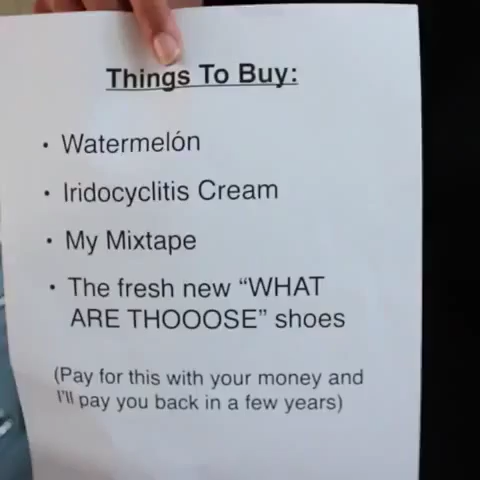 Things To Buy:
• Watermelón
• Iridocyclitis Cream
• My Mixtape
• The fresh new “WHAT
ARE THOOOSE” shoes
(Pay for this with your money and
I'll pay you back in a few years)